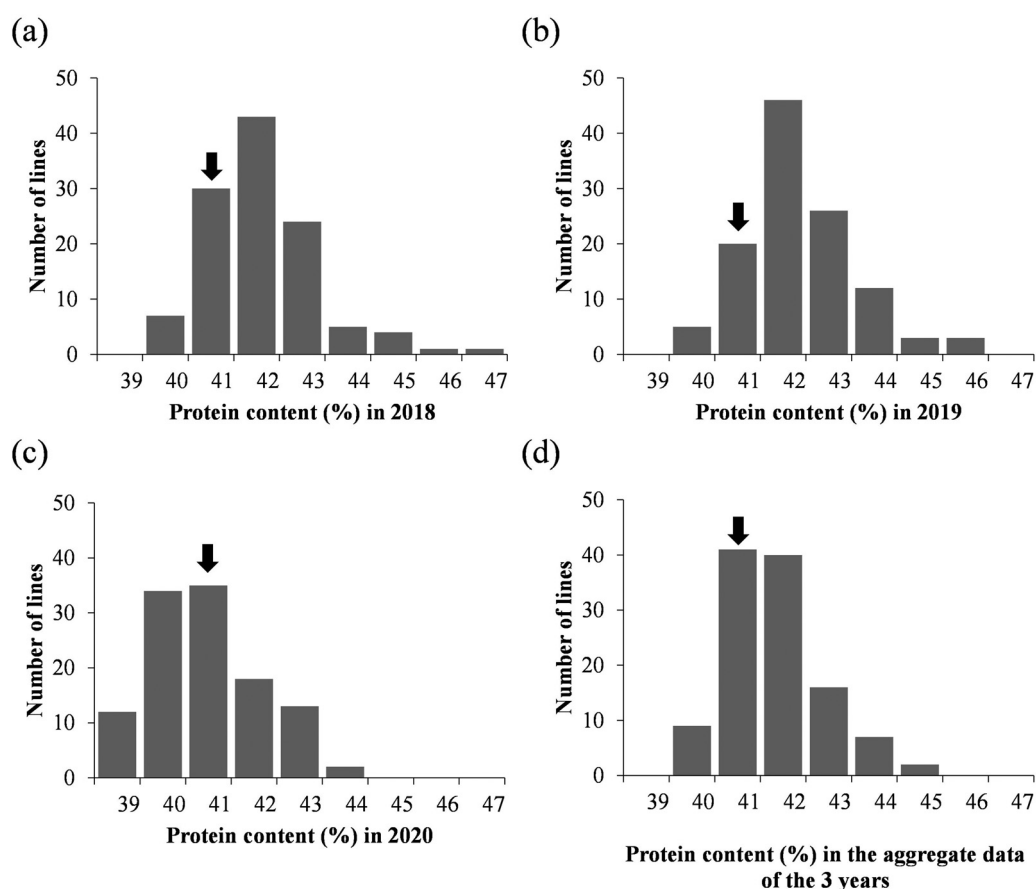 (a)
50
40
30
20
10
0
Number of lines
39 40 41 42 43 44 45 46 47
Protein content (%) in 2018
(b)
50
40
30
20
10
0
Number of lines
39 40 41 42 43 44 45 46 47
Protein content (%) in 2019
(c)
50
40
30
20
10
0
Number of lines
39 40 41 42 43 44 45 46 47
Protein content (%) in 2020
(d)
50
40
30
20
10
0
Number of lines
39 40 41 42 43 44 45 46 47
Protein content (%) in the aggregate data
of the 3 years